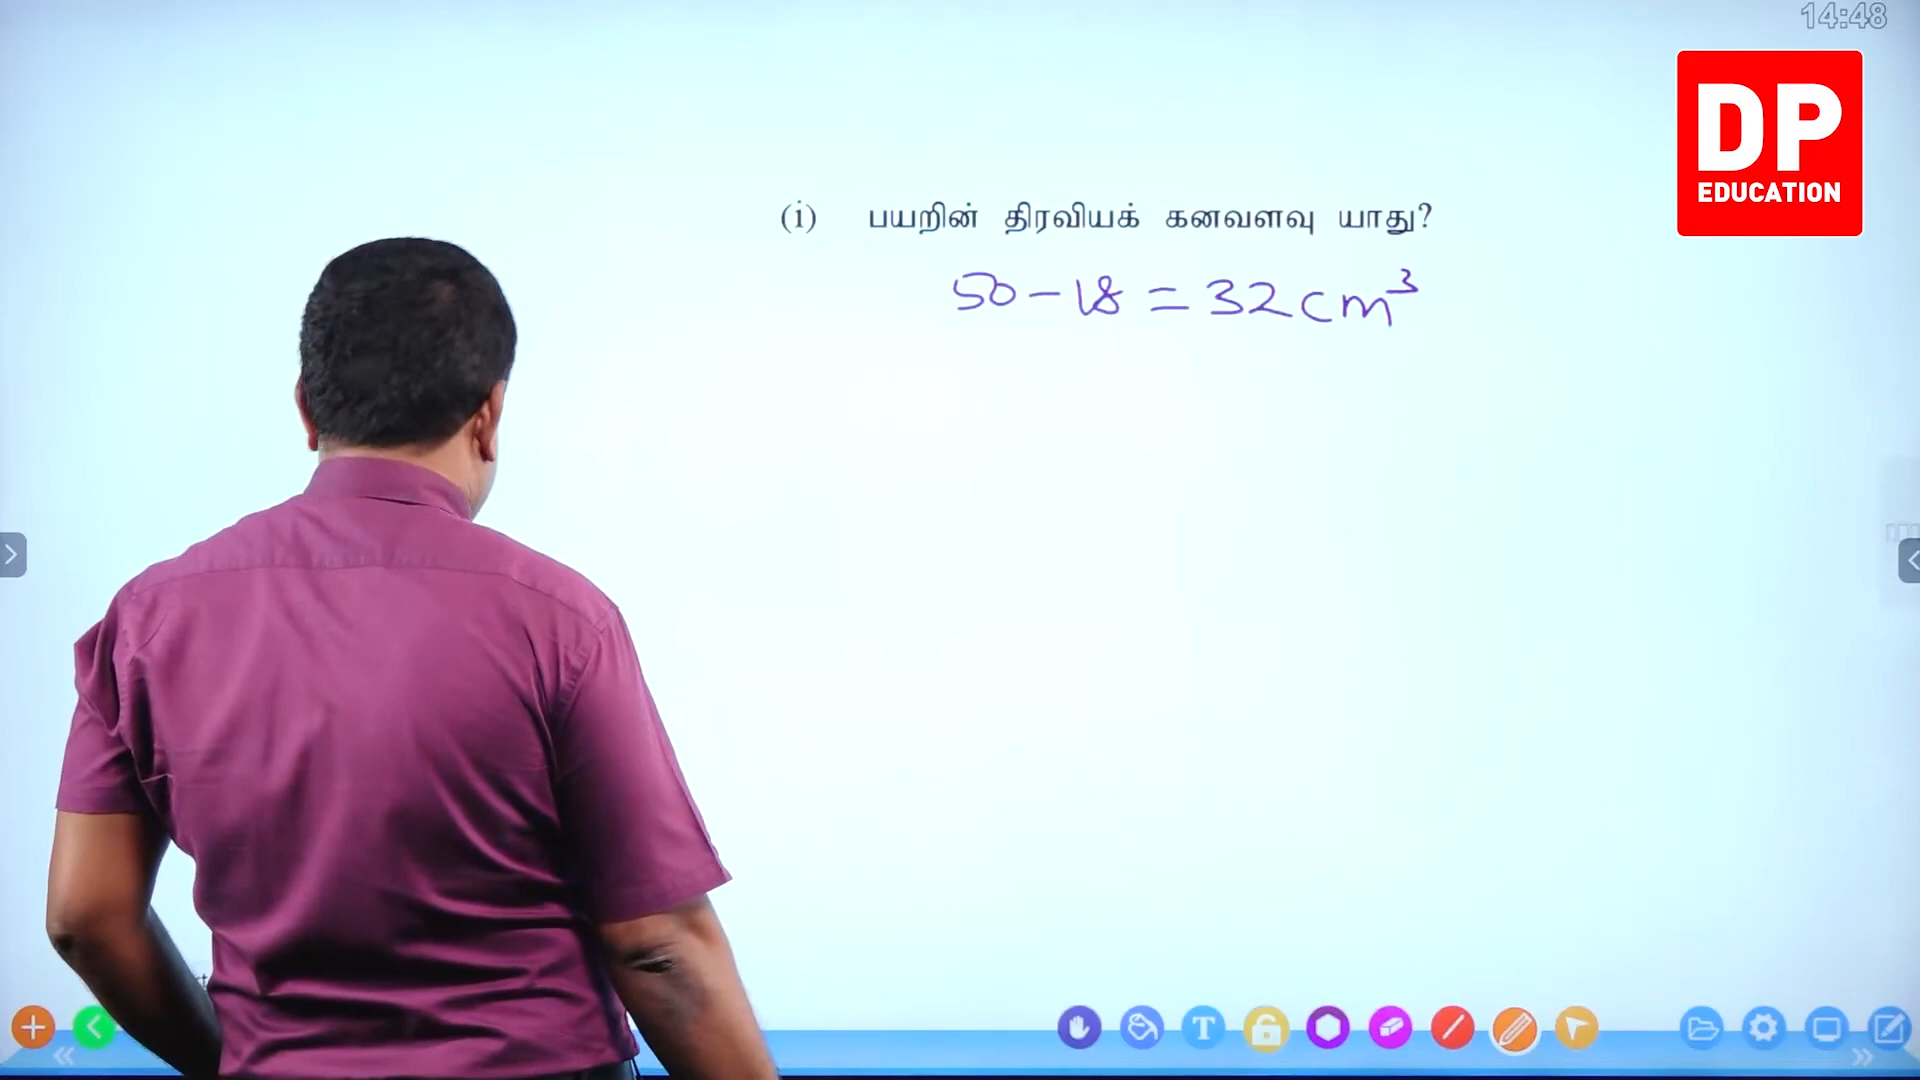 14:48
DP
EDUCATION
(i) பயறின் திரவியக் கனவளவு யாது?
50 - 18 = 32 cm³
T